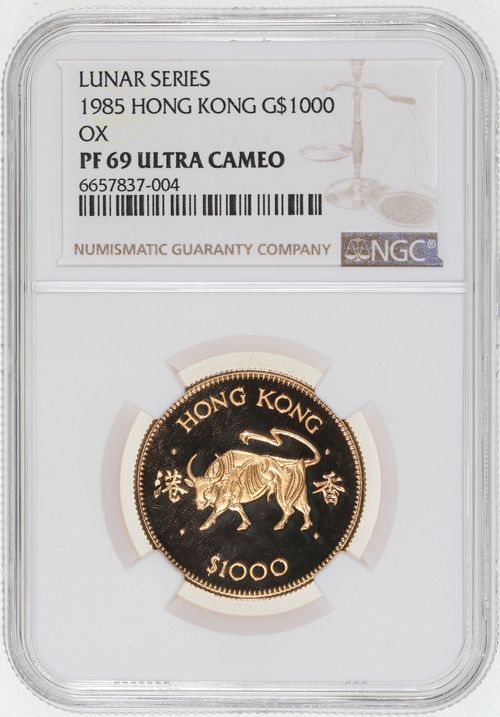 LUNAR SERIES
1985 HONG KONG G$1000
OX
PF 69 ULTRA CAMEO
6657837-004
NUMISMATIC GUARANTY COMPANY
NGC®
HONG KONG
港 香
$1000